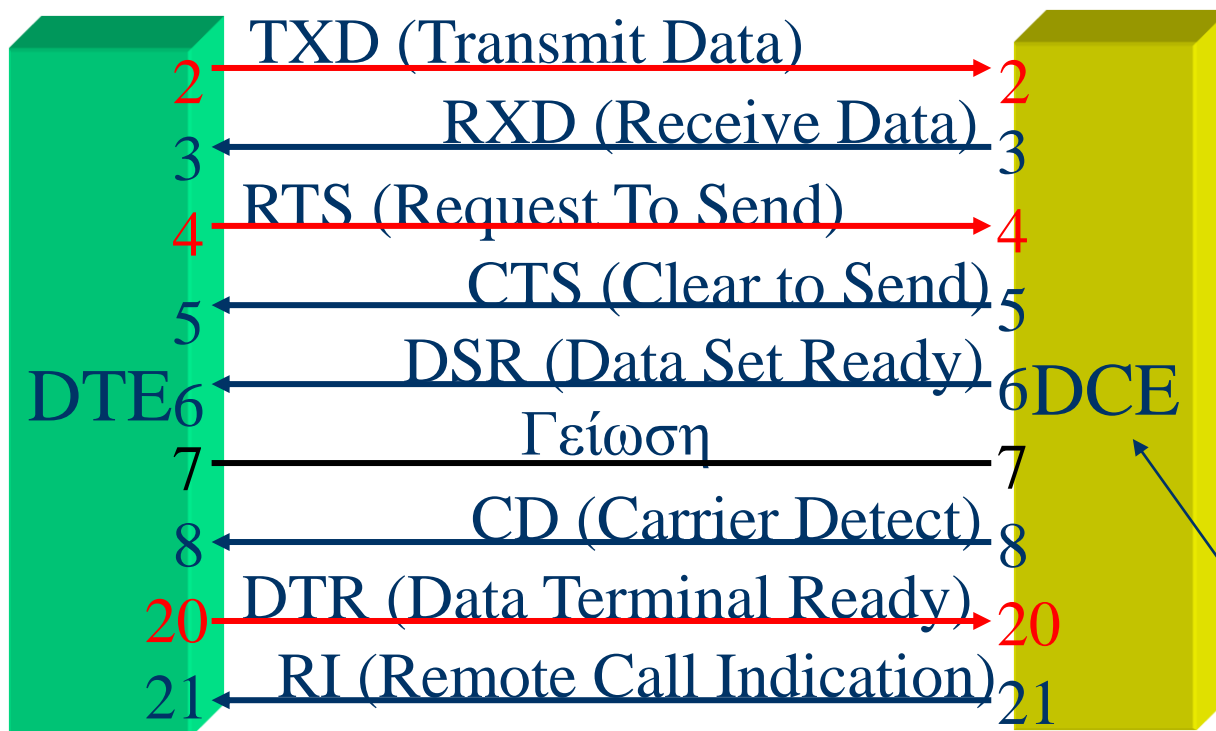 TXD (Transmit Data)
2 2
RXD (Receive Data)
3 3
RTS (Request To Send)
4 4
CTS (Clear to Send)
5 5
DSR (Data Set Ready)
DTE 6 6 DCE
Γείωση
7 7
CD (Carrier Detect)
8 8
DTR (Data Terminal Ready)
20 20
RI (Remote Call Indication)
21 21